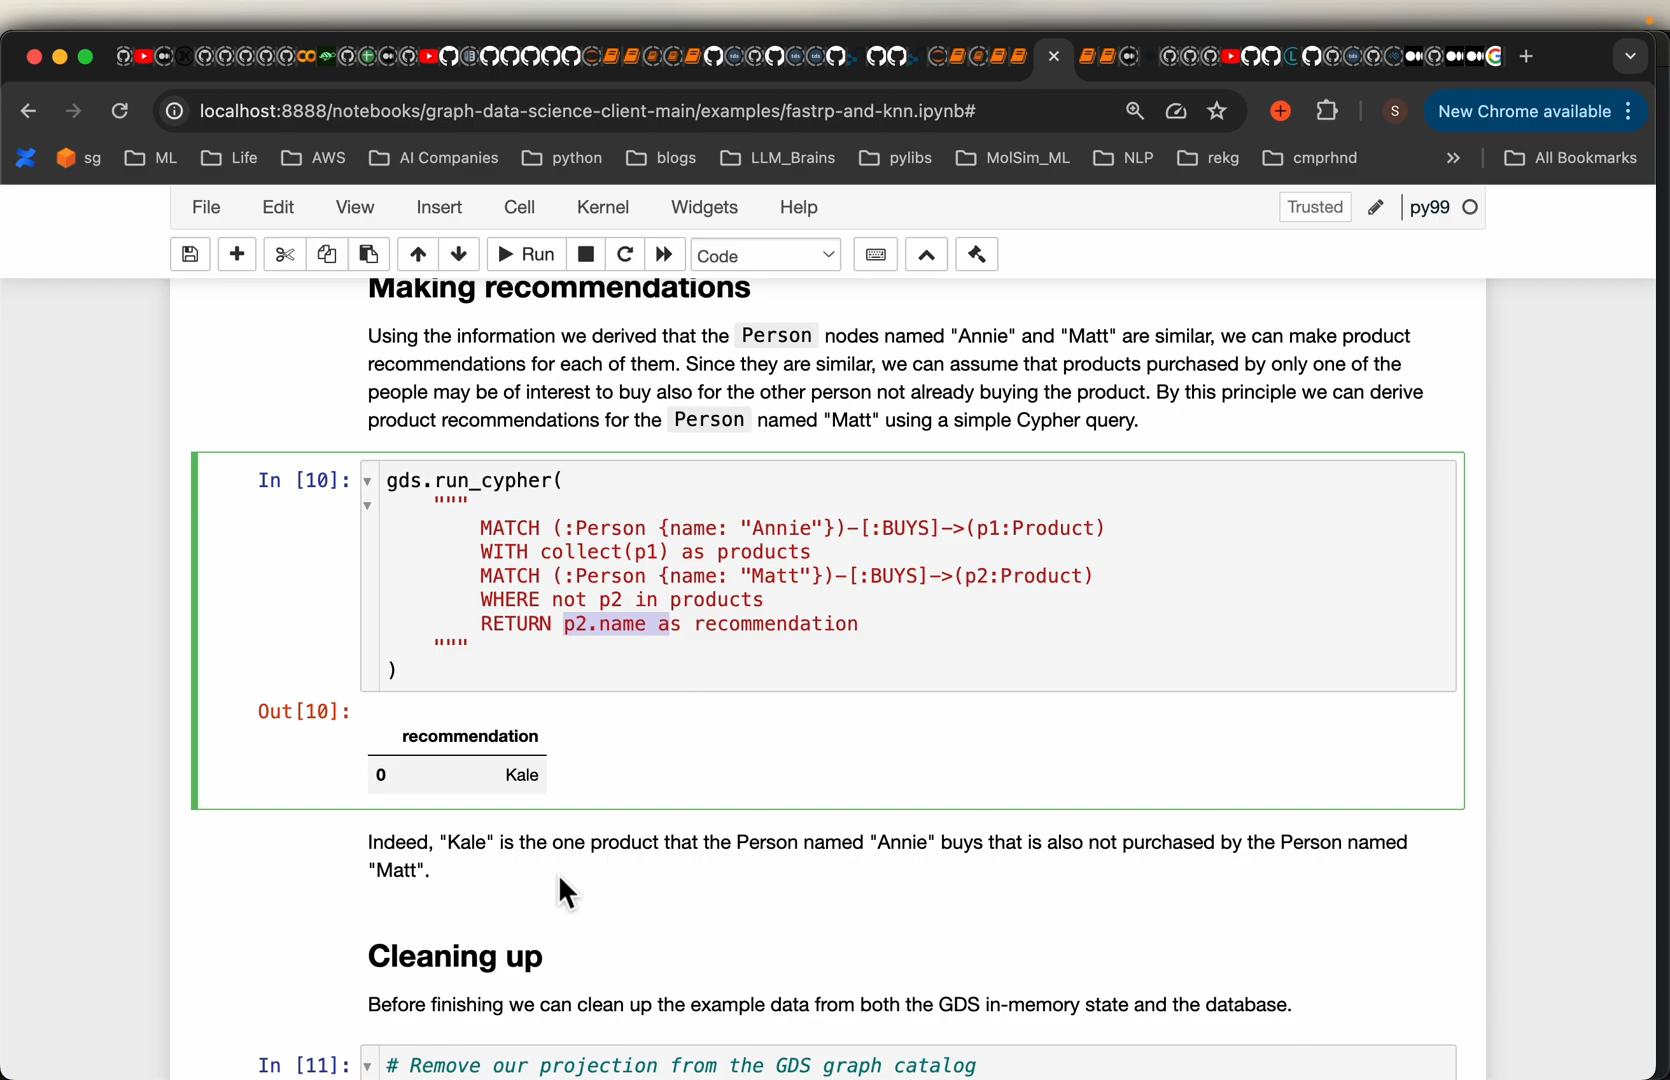 localhost:8888/notebooks/graph-data-science-client-main/examples/fastrp-and-knn.ipynb#
S
New Chrome available
sg
ML
Life
AWS
AI Companies
python
blogs
LLM_Brains
pylibs
MolSim_ML
NLP
rekg
cmprhnd
All Bookmarks
File
Edit
View
Insert
Cell
Kernel
Widgets
Help
Trusted
py99
Run
Code
Making recommendations
Using the information we derived that the Person nodes named "Annie" and "Matt" are similar, we can make product
recommendations for each of them. Since they are similar, we can assume that products purchased by only one of the
people may be of interest to buy also for the other person not already buying the product. By this principle we can derive
product recommendations for the Person named "Matt" using a simple Cypher query.
In [10]:
gds.run_cypher(
"""
MATCH (:Person {name: "Annie"})-[:BUYS]->(p1:Product)
WITH collect(p1) as products
MATCH (:Person {name: "Matt"})-[:BUYS]->(p2:Product)
WHERE not p2 in products
RETURN p2.name as recommendation
"""
)
Out[10]:
recommendation
0 Kale
Indeed, "Kale" is the one product that the Person named "Annie" buys that is also not purchased by the Person named
"Matt".
Cleaning up
Before finishing we can clean up the example data from both the GDS in-memory state and the database.
In [11]:
# Remove our projection from the GDS graph catalog